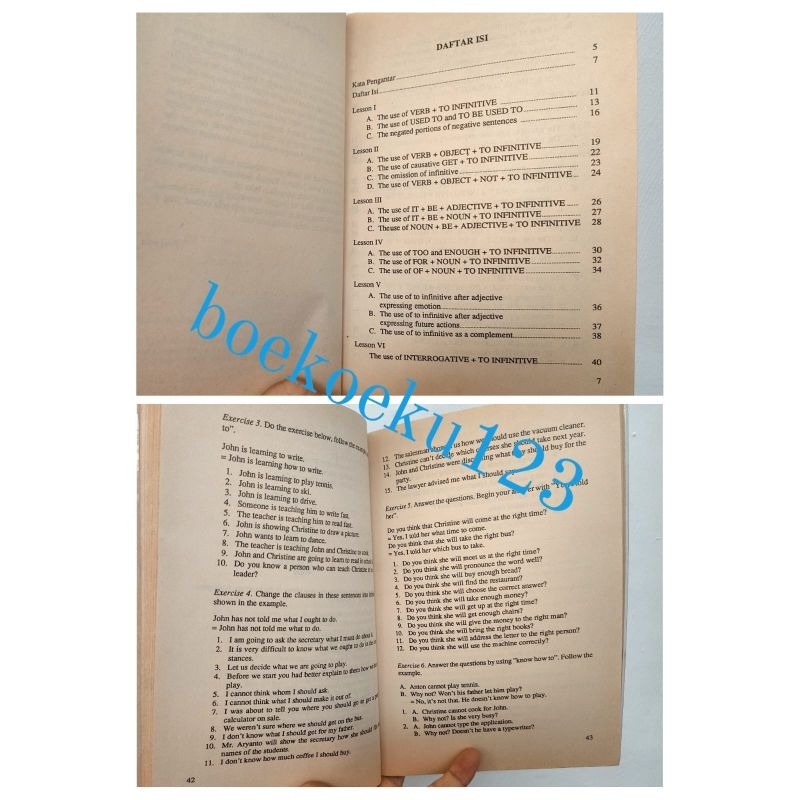 DAFTAR ISI
Kata Pengantar 5
Daftar Isi 7
Lesson I
A. The use of VERB + TO INFINITIVE 11
B. The use of USED TO and TO BE USED TO 13
C. The negated portions of negative sentences 16
Lesson II
A. The use of VERB + OBJECT + TO INFINITIVE 19
B. The use of causative GET + TO INFINITIVE 22
C. The omission of infinitive 23
D. The use of VERB + OBJECT + NOT + TO INFINITIVE 24
Lesson III
A. The use of IT + BE + ADJECTIVE + TO INFINITIVE 26
B. The use of IT + BE + NOUN + TO INFINITIVE 27
C. Theuse of NOUN + BE + ADJECTIVE + TO INFINITIVE 28
Lesson IV
A. The use of TOO and ENOUGH + TO INFINITIVE 30
B. The use of FOR + NOUN + TO INFINITIVE 32
C. The use of OF + NOUN + TO INFINITIVE 34
Lesson V
A. The use of to infinitive after adjective
expressing emotion 36
B. The use of to infinitive after adjective
expressing future actions 37
C. The use of to infinitive as a complement 38
Lesson VI
The use of INTERROGATIVE + TO INFINITIVE 40
7
boekoeku123
Exercise 3. Do the exercise below, follow the
to".
John is learning to write.
= John is learning how to write.
1. John is learning to play tennis.
2. John is learning to ski.
3. John is learning to drive.
4. Someone is teaching him to write fast.
5. The teacher is teaching him to read fast.
6. John is showing Christine to draw a picture.
7. John wants to learn to dance.
8. The teacher is teaching John and Christine to
9. John and Christine are going to learn to read in
10. Do you know a person who can teach Christine
leader?
Exercise 4. Change the clauses in these sentences into
shown in the example.
John has not told me what I ought to do.
= John has not told me what to do.
1. I am going to ask the secretary what I must do about it.
2. It is very difficult to know what we ought to do in the
stances.
3. Let us decide what we are going to play.
4. Before we start you had better explain to them how
play.
5. I cannot think whom I should ask.
6. I cannot think what I should make it out of.
7. I was about to tell you where you should go to get a
calculator on sale.
8. We weren't sure where we should get on the bus.
9. I don't know what I should get for my father.
10. Mr. Aryanto will show the secretary how she should
names of the students.
11. I don't know how much coffee I should buy.
42
12. The salesman us how we should use the vacuum cleaner.
13. Christine can't decide which courses she should take next year.
14. John and Christine were discussing what they should buy for the
party.
15. The lawyer advised me what I should say.
Exercise 5. Answer the questions. Begin your answer with "Yes, I told
her".
Do you think that Christine will come at the right time?
= Yes. I told her what time to come.
Do you think that she will take the right bus?
= Yes. I told her which bus to take.
1. Do you think she will meet us at the right time?
2. Do you think she will pronounce the word well?
3. Do you think she will buy enough bread?
4. Do you think she will find the restaurant?
5. Do you think she will choose the correct answer?
6. Do you think she will take enough money?
7. Do you think she will get up at the right time?
8. Do you think she will get enough chairs?
9. Do you think she will give the money to the right man?
10. Do you think she will bring the right books?
11. Do you think she will address the letter to the right person?
12. Do you think she will use the machine correctly?
Exercise 6. Answer the questions by using "know how to". Follow the
example.
A. Anton cannot play tennis.
B. Why not? Won't his father let him play?
= No, it's not that. He doesn't know how to play.
1. A. Christine cannot cook for John.
B. Why not? Is she very busy?
2. A. John cannot type the application.
B. Why not? Doesn't he have a typewriter?
43